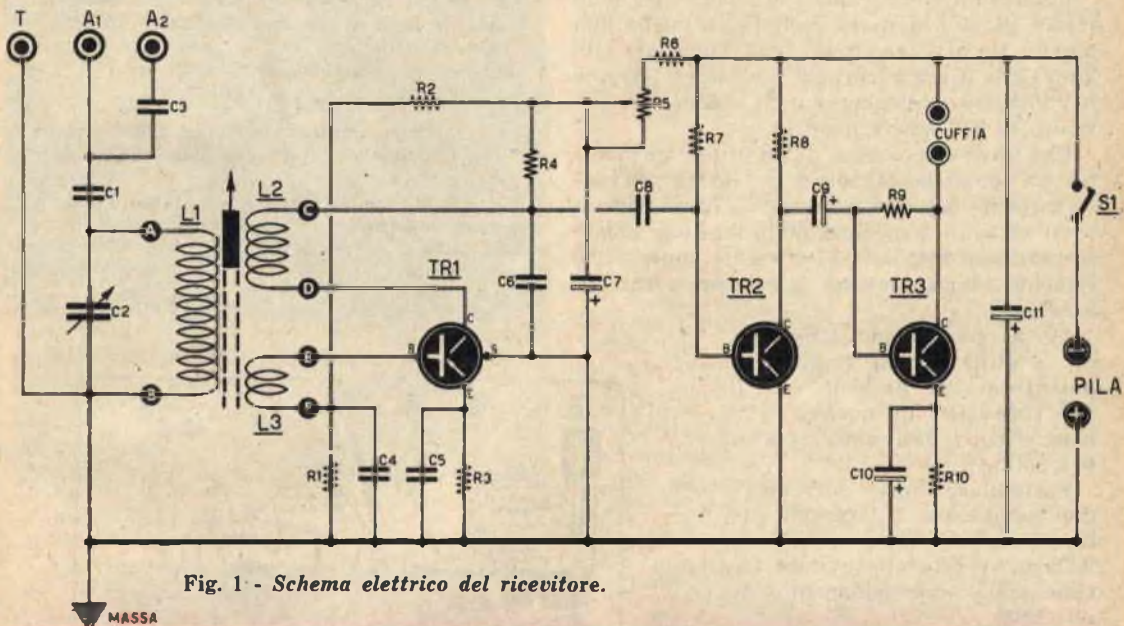 T A1 A2
C3
C1
C2
A
B
L1
L2
L3
C
D
E
F
R2
R4
R6
R5
R7
R8
CUFFIA
S1
C8
C9
R9
TR1
TR2
TR3
C6
C7
C11
B C S E
B C E
B C E
PILA
R1
C4
C5
R3
C10
R10
Fig. 1 - Schema elettrico del ricevitore.
MASSA